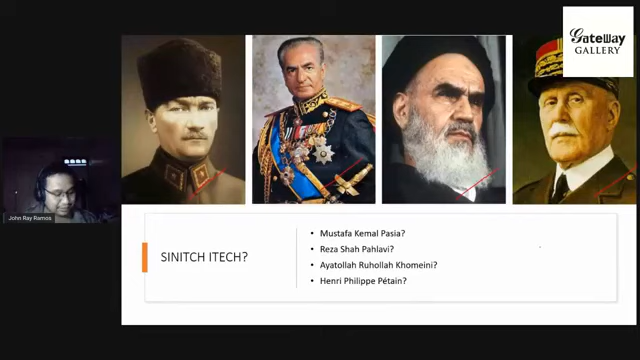 Gateway
GALLERY
John Ray Ramos
SINITCH ITECH?
• Mustafa Kemal Pasia?
• Reza Shah Pahlavi?
• Ayatollah Ruhollah Khomeini?
• Henri Philippe Pétain?